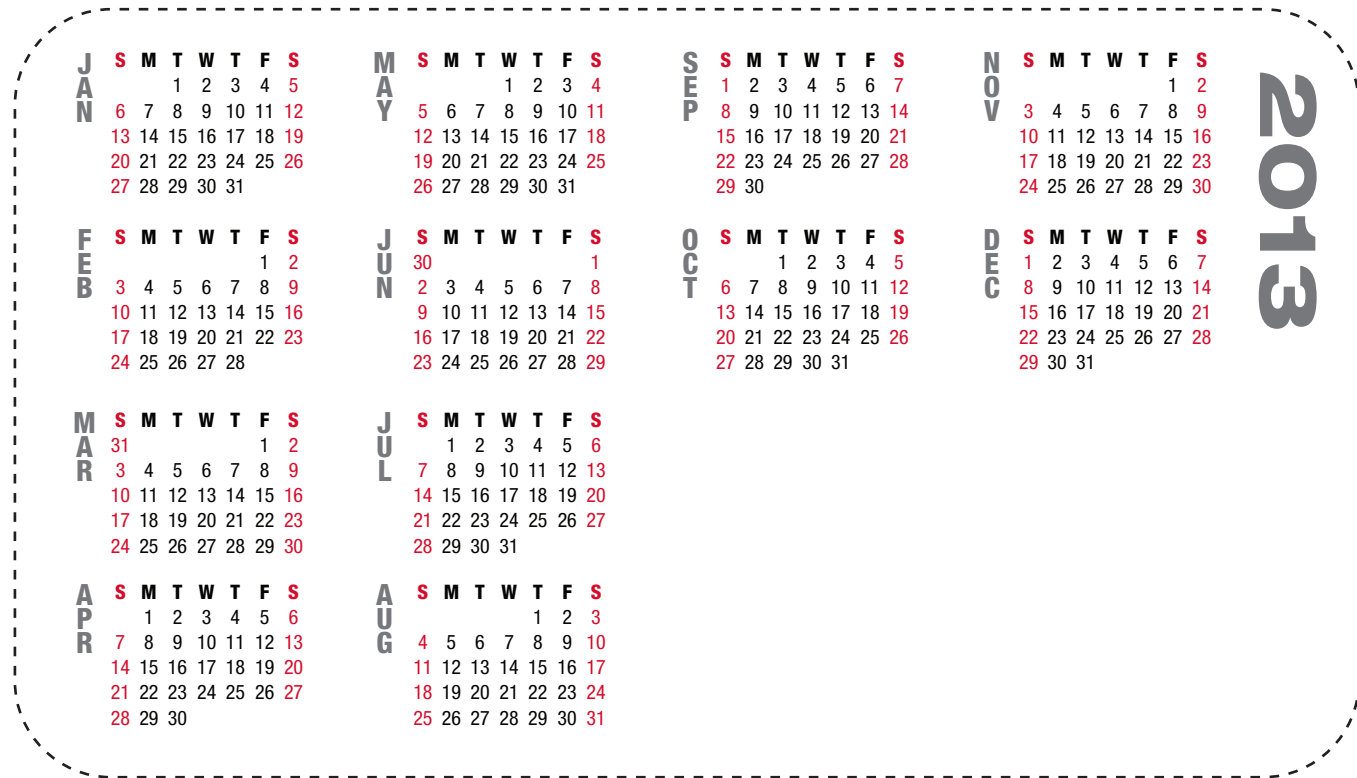 JAN
S M T W T F S
1 2 3 4 5
6 7 8 9 10 11 12
13 14 15 16 17 18 19
20 21 22 23 24 25 26
27 28 29 30 31
FEB
S M T W T F S
1 2
3 4 5 6 7 8 9
10 11 12 13 14 15 16
17 18 19 20 21 22 23
24 25 26 27 28
MAR
S M T W T F S
31 1 2
3 4 5 6 7 8 9
10 11 12 13 14 15 16
17 18 19 20 21 22 23
24 25 26 27 28 29 30
APR
S M T W T F S
1 2 3 4 5 6
7 8 9 10 11 12 13
14 15 16 17 18 19 20
21 22 23 24 25 26 27
28 29 30
MAY
S M T W T F S
1 2 3 4
5 6 7 8 9 10 11
12 13 14 15 16 17 18
19 20 21 22 23 24 25
26 27 28 29 30 31
JUN
S M T W T F S
30 1
2 3 4 5 6 7 8
9 10 11 12 13 14 15
16 17 18 19 20 21 22
23 24 25 26 27 28 29
JUL
S M T W T F S
1 2 3 4 5 6
7 8 9 10 11 12 13
14 15 16 17 18 19 20
21 22 23 24 25 26 27
28 29 30 31
AUG
S M T W T F S
1 2 3
4 5 6 7 8 9 10
11 12 13 14 15 16 17
18 19 20 21 22 23 24
25 26 27 28 29 30 31
SEP
S M T W T F S
1 2 3 4 5 6 7
8 9 10 11 12 13 14
15 16 17 18 19 20 21
22 23 24 25 26 27 28
29 30
OCT
S M T W T F S
1 2 3 4 5
6 7 8 9 10 11 12
13 14 15 16 17 18 19
20 21 22 23 24 25 26
27 28 29 30 31
NOV
S M T W T F S
1 2
3 4 5 6 7 8 9
10 11 12 13 14 15 16
17 18 19 20 21 22 23
24 25 26 27 28 29 30
DEC
S M T W T F S
1 2 3 4 5 6 7
8 9 10 11 12 13 14
15 16 17 18 19 20 21
22 23 24 25 26 27 28
29 30 31
2013